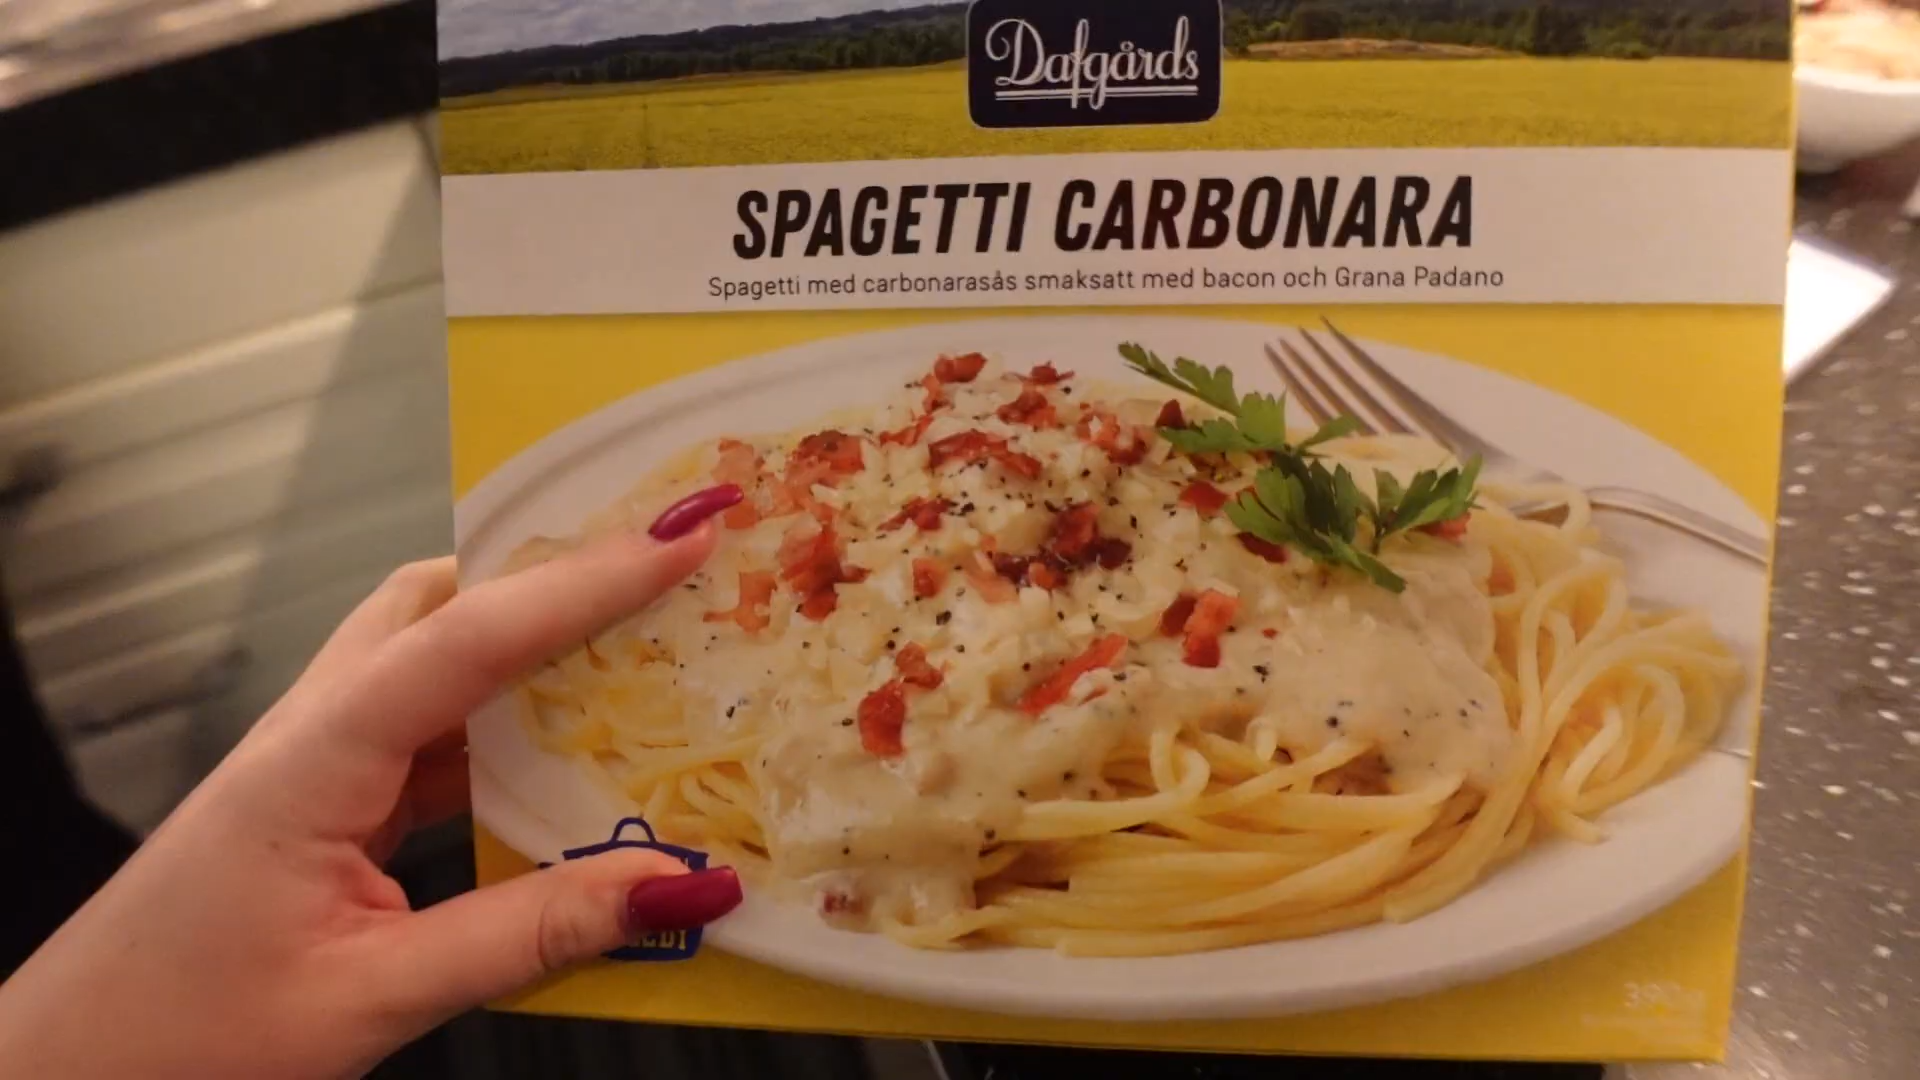 Dafgårds
SPAGETTI CARBONARA
Spagetti med carbonarasås smaksatt med bacon och Grana Padano